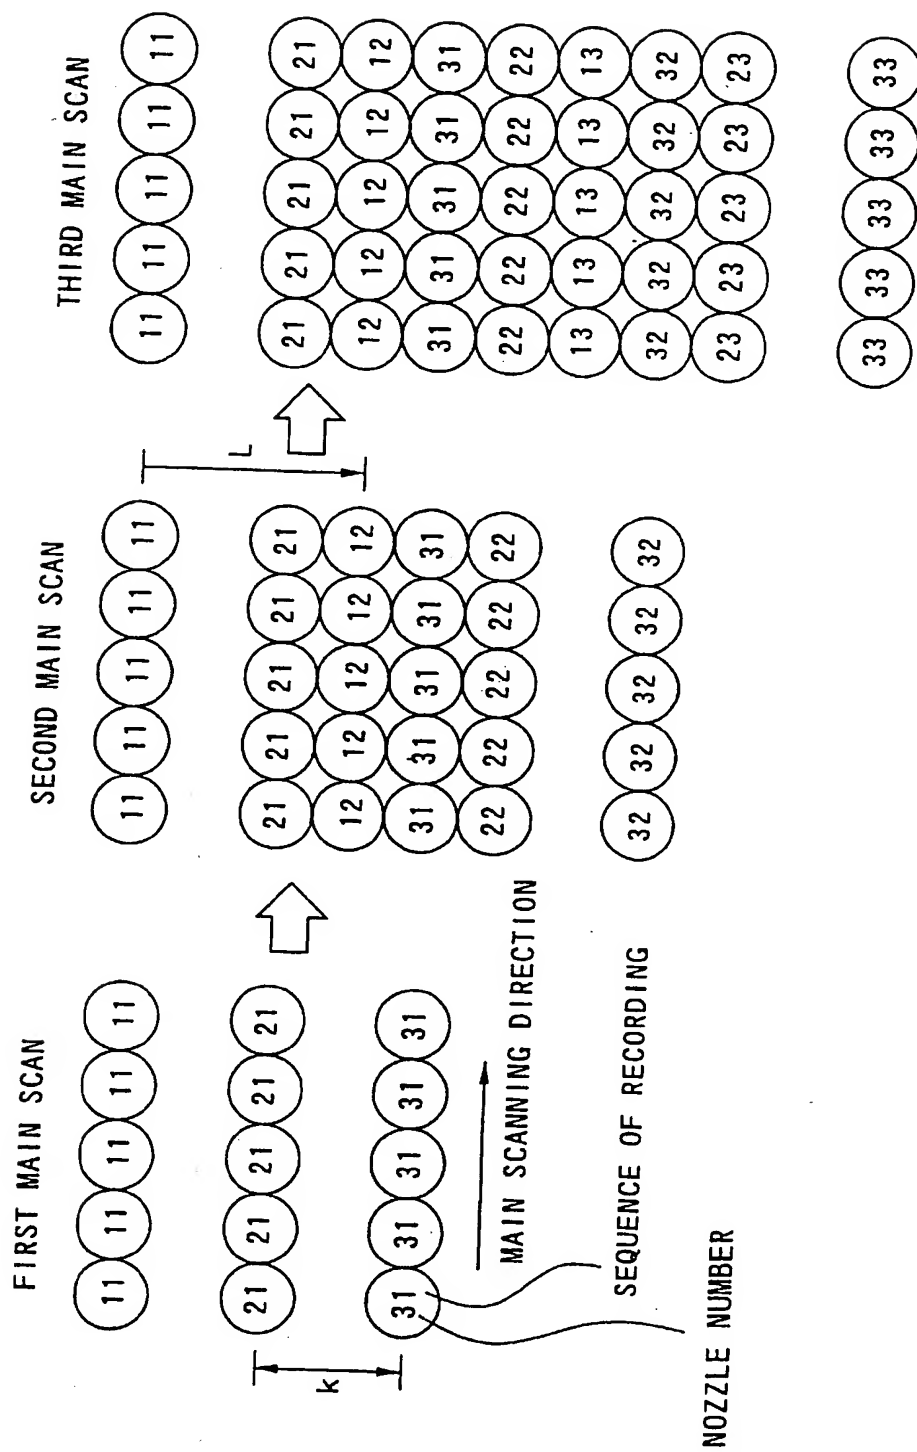 FIRST MAIN SCAN
11 11 11 11 11
21 21 21 21 21
31 31 31 31 31
k
MAIN SCANNING DIRECTION
SEQUENCE OF RECORDING
NOZZLE NUMBER
SECOND MAIN SCAN
11 11 11 11 11
21 21 21 21 21
12 12 12 12 12
31 31 31 31 31
22 22 22 22 22
32 32 32 32 32
L
THIRD MAIN SCAN
11 11 11 11 11
21 21 21 21 21
12 12 12 12 12
31 31 31 31 31
22 22 22 22 22
13 13 13 13 13
32 32 32 32 32
23 23 23 23 23
33 33 33 33 33